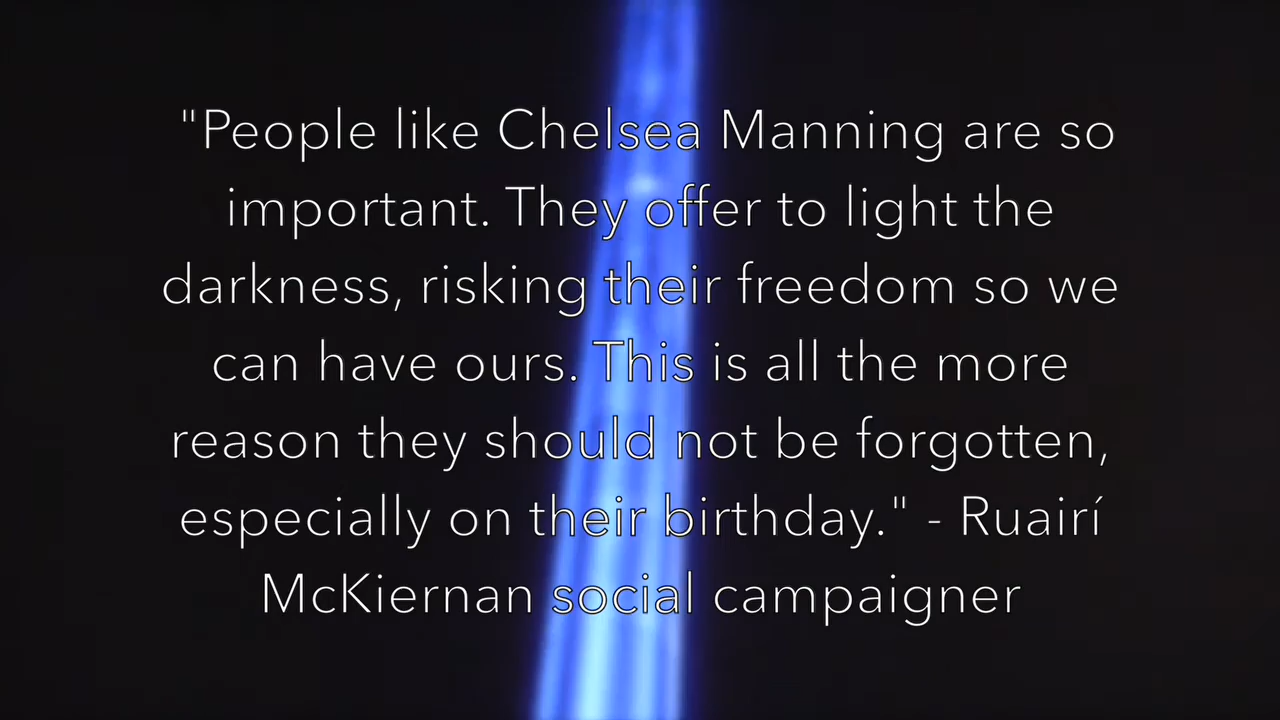 "People like Chelsea Manning are so
important. They offer to light the
darkness, risking their freedom so we
can have ours. This is all the more
reason they should not be forgotten,
especially on their birthday." - Ruairí
McKiernan social campaigner